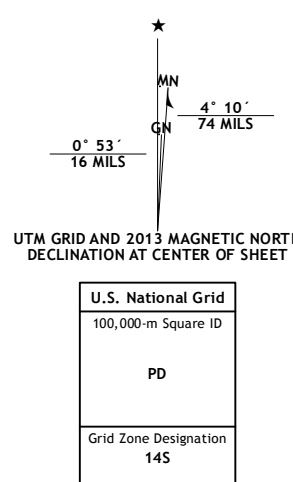 ★
MN
4° 10´
74 MILS
GN
0° 53´
16 MILS
UTM GRID AND 2013 MAGNETIC NORT
DECLINATION AT CENTER OF SHEET
U.S. National Grid
100,000-m Square ID
PD
Grid Zone Designation
14S